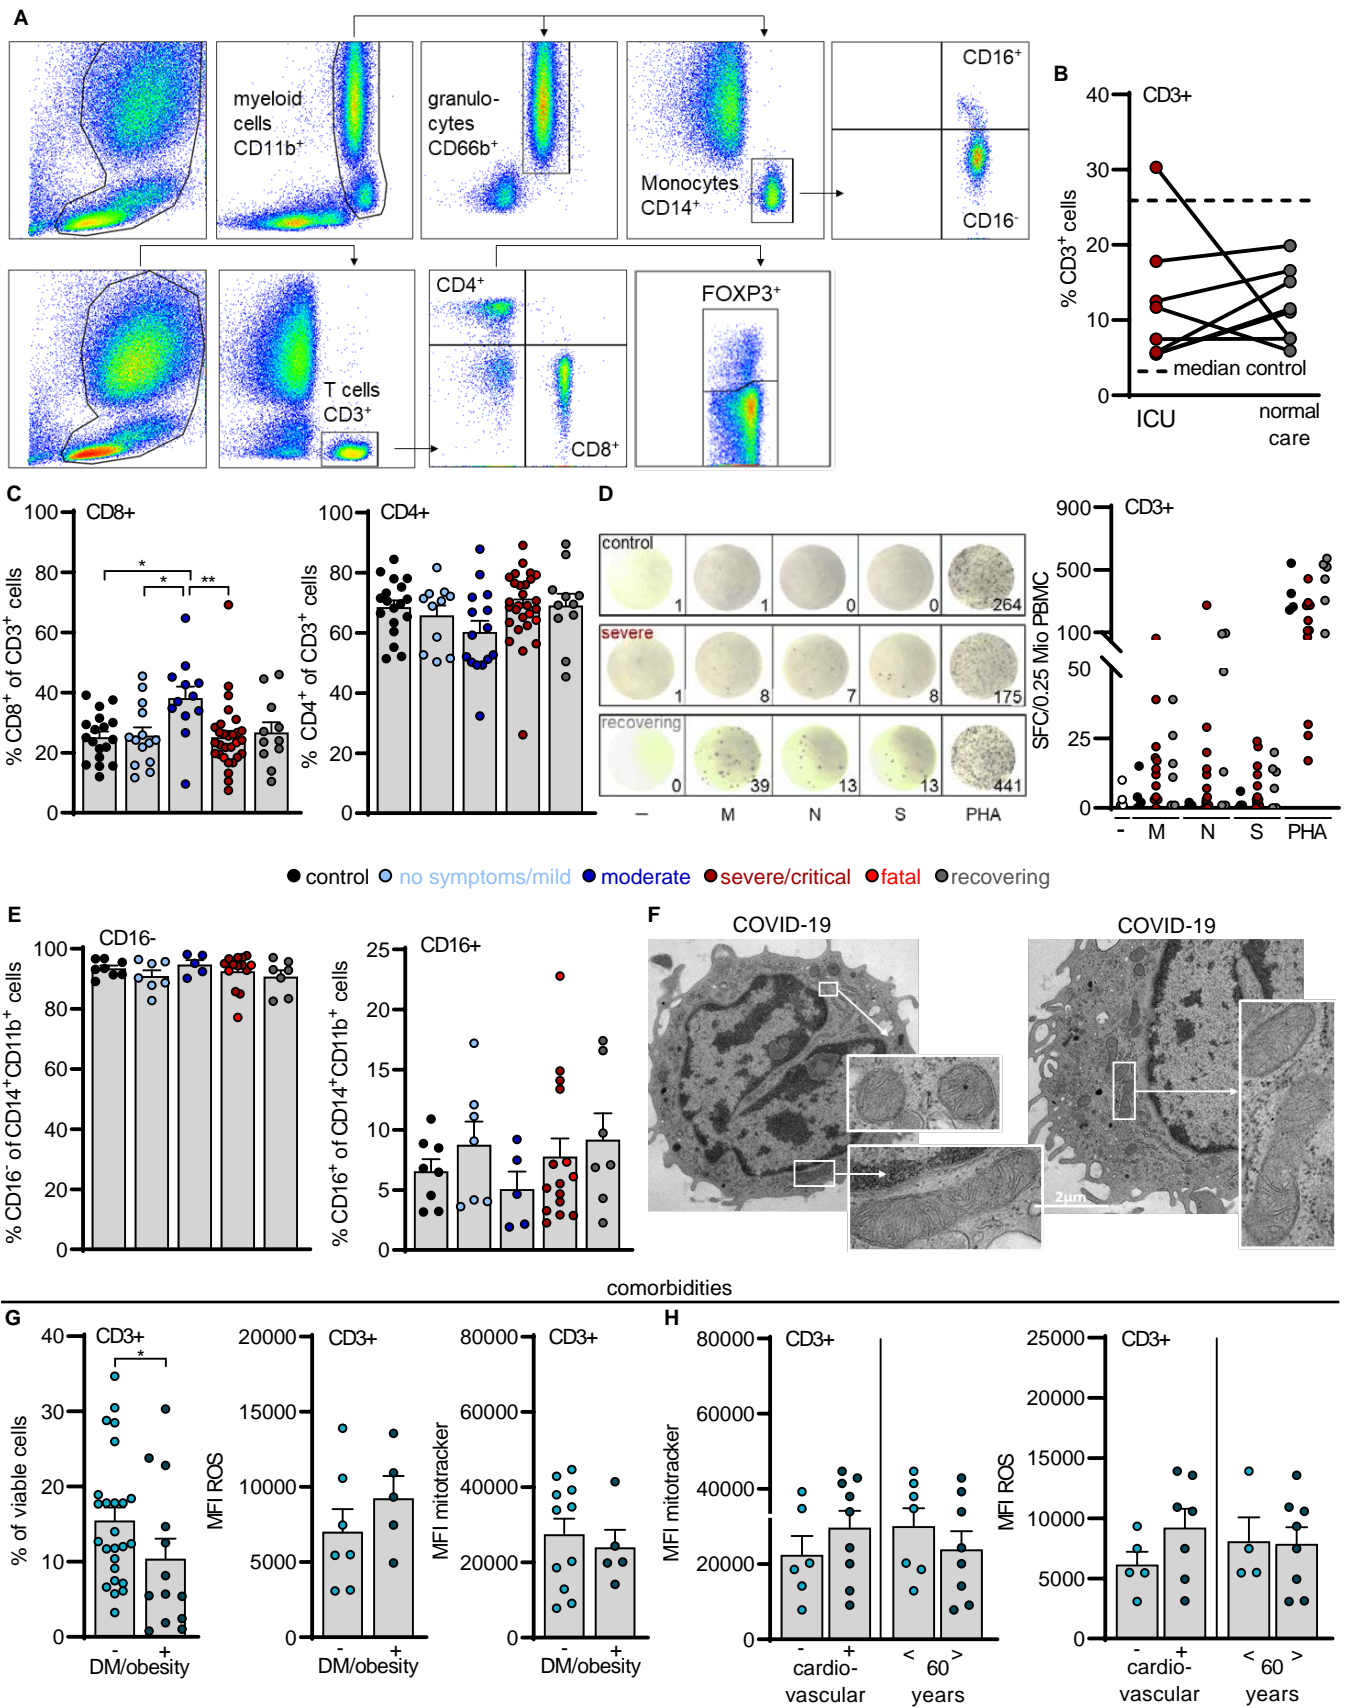 A
myeloid
cells
CD11b⁺
granulo-
cytes
CD66b⁺
Monocytes
CD14⁺
CD16⁺
CD16⁻
T cells
CD3⁺
CD4⁺
CD8⁺
FOXP3⁺
B
CD3+
% CD3⁺ cells
40
30
20
10
0
median control
ICU
normal
care
C
CD8+
% CD8⁺ of CD3⁺ cells
100
80
60
40
20
0
*
*
**
CD4+
% CD4⁺ of CD3⁺ cells
100
80
60
40
20
0
D
control
1
1
0
0
264
severe
1
8
7
8
175
recovering
0
39
13
13
441
–
M
N
S
PHA
CD3+
SFC/0.25 Mio PBMC
900
500
100
50
25
0
-
M
N
S
PHA
control
no symptoms/mild
moderate
severe/critical
fatal
recovering
E
CD16-
% CD16⁻ of CD14⁺CD11b⁺ cells
100
80
60
40
20
0
CD16+
% CD16⁺ of CD14⁺CD11b⁺ cells
25
20
15
10
5
0
F
COVID-19
COVID-19
2µm
comorbidities
G
CD3+
% of viable cells
40
30
20
10
0
*
-
+
DM/obesity
CD3+
MFI ROS
20000
15000
10000
5000
0
-
+
DM/obesity
CD3+
MFI mitotracker
80000
60000
40000
20000
0
-
+
DM/obesity
H
CD3+
MFI mitotracker
80000
60000
40000
20000
0
-
+
cardio-
vascular
< >
60
years
CD3+
MFI ROS
25000
20000
15000
10000
5000
0
-
+
cardio-
vascular
< >
60
years